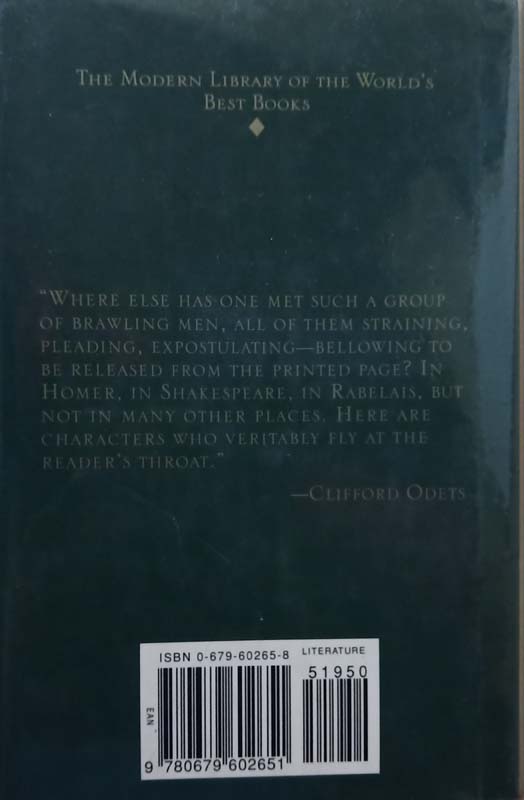 THE MODERN LIBRARY OF THE WORLD'S
BEST BOOKS
"WHERE ELSE HAS ONE MET SUCH A GROUP
OF BRAWLING MEN, ALL OF THEM STRAINING,
PLEADING, EXPOSTULATING—BELLOWING TO
BE RELEASED FROM THE PRINTED PAGE? IN
HOMER, IN SHAKESPEARE, IN RABELAIS, BUT
NOT IN MANY OTHER PLACES. HERE ARE
CHARACTERS WHO VERITABLY FLY AT THE
READER'S THROAT."
—CLIFFORD ODETS
ISBN 0-679-60265-8
LITERATURE
51950
EAN
9 780679 602651